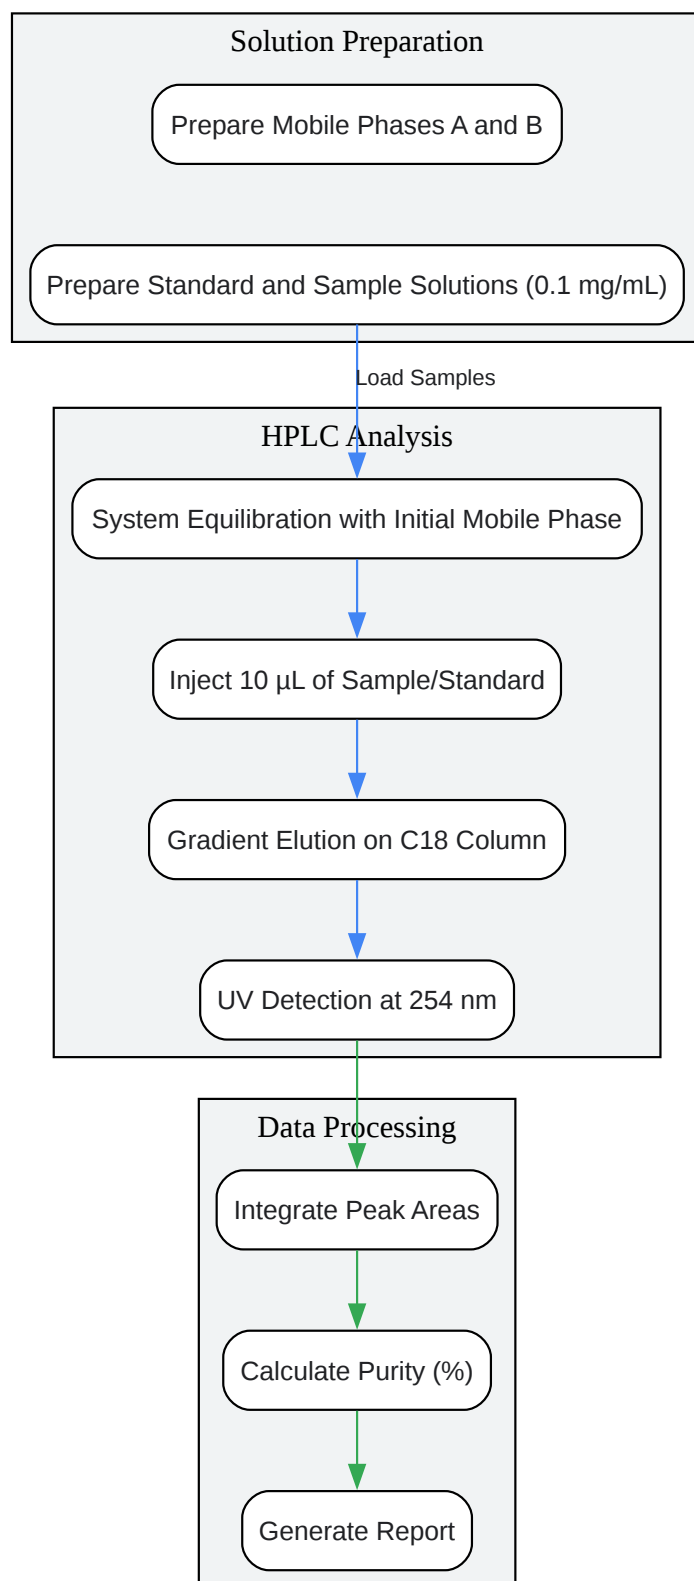 Solution Preparation
Prepare Mobile Phases A and B
Prepare Standard and Sample Solutions (0.1 mg/mL)
Load Samples
HPLC Analysis
System Equilibration with Initial Mobile Phase
Inject 10 µL of Sample/Standard
Gradient Elution on C18 Column
UV Detection at 254 nm
Data Processing
Integrate Peak Areas
Calculate Purity (%)
Generate Report